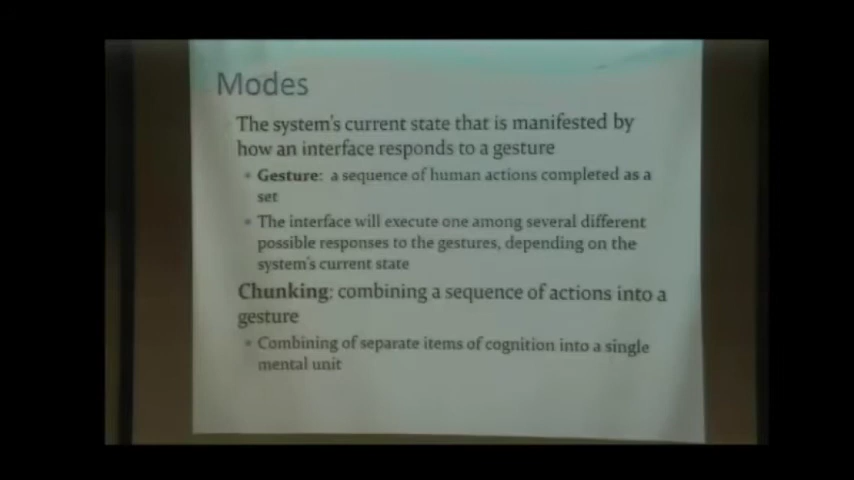 Modes
The system's current state that is manifested by
how an interface responds to a gesture
• Gesture: a sequence of human actions completed as a
set
• The interface will execute one among several different
possible responses to the gestures, depending on the
system's current state
Chunking: combining a sequence of actions into a
gesture
• Combining of separate items of cognition into a single
mental unit